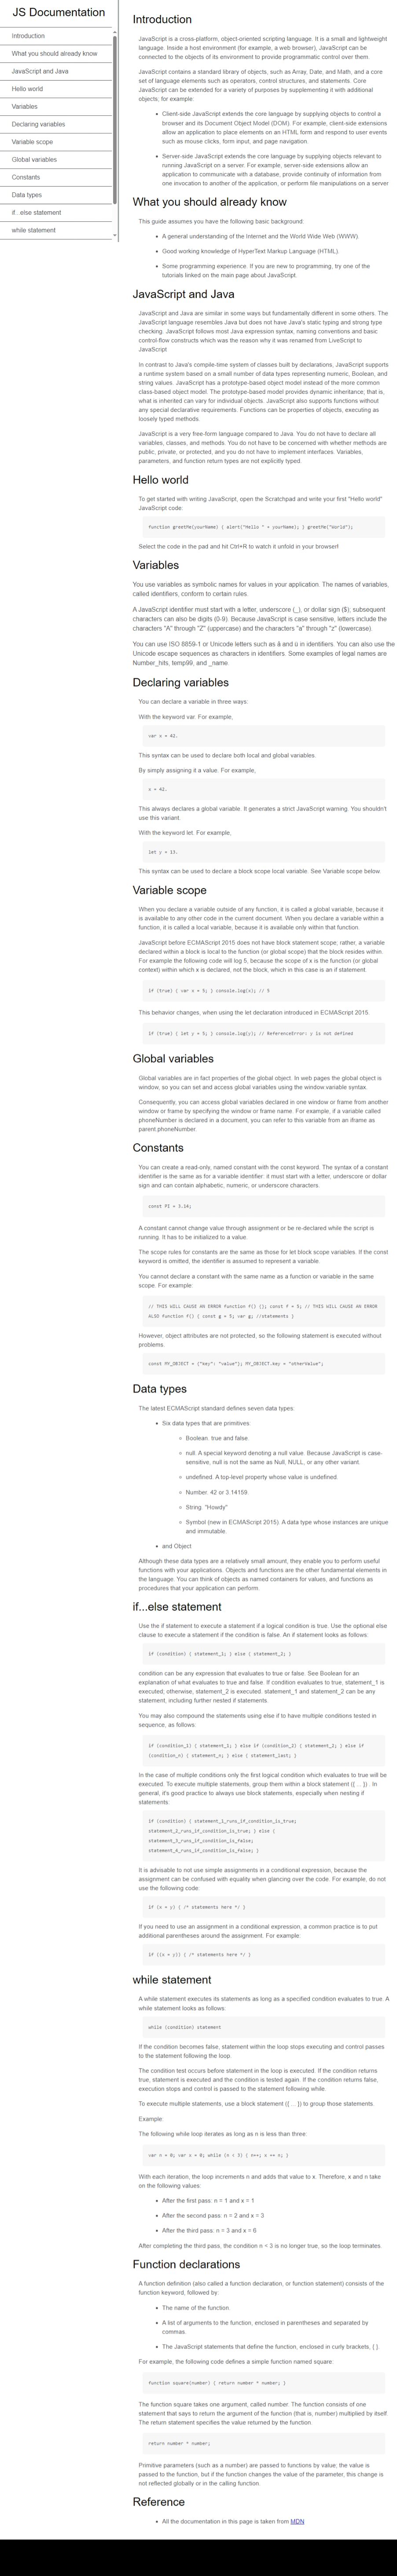 JS Documentation
Introduction
What you should already know
JavaScript and Java
Hello world
Variables
Declaring variables
Variable scope
Global variables
Constants
Data types
if...else statement
while statement
Introduction
JavaScript is a cross-platform, object-oriented scripting language. It is a small and lightweight
language. Inside a host environment (for example, a web browser), JavaScript can be
connected to the objects of its environment to provide programmatic control over them.
JavaScript contains a standard library of objects, such as Array, Date, and Math, and a core
set of language elements such as operators, control structures, and statements. Core
JavaScript can be extended for a variety of purposes by supplementing it with additional
objects, for example:
• Client-side JavaScript extends the core language by supplying objects to control a
browser and its Document Object Model (DOM). For example, client-side extensions
allow an application to place elements on an HTML form and respond to user events
such as mouse clicks, form input, and page navigation.
• Server-side JavaScript extends the core language by supplying objects relevant to
running JavaScript on a server. For example, server-side extensions allow an
application to communicate with a database, provide continuity of information from
one invocation to another of the application, or perform file manipulations on a server
What you should already know
This guide assumes you have the following basic background:
• A general understanding of the Internet and the World Wide Web (WWW).
• Good working knowledge of HyperText Markup Language (HTML).
• Some programming experience. If you are new to programming, try one of the
tutorials linked on the main page about JavaScript.
JavaScript and Java
JavaScript and Java are similar in some ways but fundamentally different in some others. The
JavaScript language resembles Java but does not have Java's static typing and strong type
checking. JavaScript follows most Java expression syntax, naming conventions and basic
control-flow constructs which was the reason why it was renamed from LiveScript to
JavaScript.
In contrast to Java's compile-time system of classes built by declarations, JavaScript supports
a runtime system based on a small number of data types representing numeric, Boolean, and
string values. JavaScript has a prototype-based object model instead of the more common
class-based object model. The prototype-based model provides dynamic inheritance; that is,
what is inherited can vary for individual objects. JavaScript also supports functions without
any special declarative requirements. Functions can be properties of objects, executing as
loosely typed methods.
JavaScript is a very free-form language compared to Java. You do not have to declare all
variables, classes, and methods. You do not have to be concerned with whether methods are
public, private, or protected, and you do not have to implement interfaces. Variables,
parameters, and function return types are not explicitly typed.
Hello world
To get started with writing JavaScript, open the Scratchpad and write your first "Hello world"
JavaScript code:
function greetMe(yourName) { alert("Hello " + yourName); } greetMe("World");
Select the code in the pad and hit Ctrl+R to watch it unfold in your browser!
Variables
You use variables as symbolic names for values in your application. The names of variables,
called identifiers, conform to certain rules.
A JavaScript identifier must start with a letter, underscore (_), or dollar sign ($); subsequent
characters can also be digits (0-9). Because JavaScript is case sensitive, letters include the
characters "A" through "Z" (uppercase) and the characters "a" through "z" (lowercase).
You can use ISO 8859-1 or Unicode letters such as å and ü in identifiers. You can also use the
Unicode escape sequences as characters in identifiers. Some examples of legal names are
Number_hits, temp99, and _name.
Declaring variables
You can declare a variable in three ways:
With the keyword var. For example,
var x = 42.
This syntax can be used to declare both local and global variables.
By simply assigning it a value. For example,
x = 42.
This always declares a global variable. It generates a strict JavaScript warning. You shouldn't
use this variant.
With the keyword let. For example,
let y = 13.
This syntax can be used to declare a block scope local variable. See Variable scope below.
Variable scope
When you declare a variable outside of any function, it is called a global variable, because it
is available to any other code in the current document. When you declare a variable within a
function, it is called a local variable, because it is available only within that function.
JavaScript before ECMAScript 2015 does not have block statement scope; rather, a variable
declared within a block is local to the function (or global scope) that the block resides within.
For example the following code will log 5, because the scope of x is the function (or global
context) within which x is declared, not the block, which in this case is an if statement.
if (true) { var x = 5; } console.log(x); // 5
This behavior changes, when using the let declaration introduced in ECMAScript 2015.
if (true) { let y = 5; } console.log(y); // ReferenceError: y is not defined
Global variables
Global variables are in fact properties of the global object. In web pages the global object is
window, so you can set and access global variables using the window.variable syntax.
Consequently, you can access global variables declared in one window or frame from another
window or frame by specifying the window or frame name. For example, if a variable called
phoneNumber is declared in a document, you can refer to this variable from an iframe as
parent.phoneNumber.
Constants
You can create a read-only, named constant with the const keyword. The syntax of a constant
identifier is the same as for a variable identifier: it must start with a letter, underscore or dollar
sign and can contain alphabetic, numeric, or underscore characters.
const PI = 3.14;
A constant cannot change value through assignment or be re-declared while the script is
running. It has to be initialized to a value.
The scope rules for constants are the same as those for let block scope variables. If the const
keyword is omitted, the identifier is assumed to represent a variable.
You cannot declare a constant with the same name as a function or variable in the same
scope. For example:
// THIS WILL CAUSE AN ERROR function f() {}; const f = 5; // THIS WILL CAUSE AN ERROR
ALSO function f() { const g = 5; var g; //statements }
However, object attributes are not protected, so the following statement is executed without
problems.
const MY_OBJECT = {"key": "value"}; MY_OBJECT.key = "otherValue";
Data types
The latest ECMAScript standard defines seven data types:
• Six data types that are primitives:
○ Boolean. true and false.
○ null. A special keyword denoting a null value. Because JavaScript is case-
sensitive, null is not the same as Null, NULL, or any other variant.
○ undefined. A top-level property whose value is undefined.
○ Number. 42 or 3.14159.
○ String. "Howdy"
○ Symbol (new in ECMAScript 2015). A data type whose instances are unique
and immutable.
• and Object
Although these data types are a relatively small amount, they enable you to perform useful
functions with your applications. Objects and functions are the other fundamental elements in
the language. You can think of objects as named containers for values, and functions as
procedures that your application can perform.
if...else statement
Use the if statement to execute a statement if a logical condition is true. Use the optional else
clause to execute a statement if the condition is false. An if statement looks as follows:
if (condition) { statement_1; } else { statement_2; }
condition can be any expression that evaluates to true or false. See Boolean for an
explanation of what evaluates to true and false. If condition evaluates to true, statement_1 is
executed; otherwise, statement_2 is executed. statement_1 and statement_2 can be any
statement, including further nested if statements.
You may also compound the statements using else if to have multiple conditions tested in
sequence, as follows:
if (condition_1) { statement_1; } else if (condition_2) { statement_2; } else if
(condition_n) { statement_n; } else { statement_last; }
In the case of multiple conditions only the first logical condition which evaluates to true will be
executed. To execute multiple statements, group them within a block statement ({ ... }) . In
general, it's good practice to always use block statements, especially when nesting if
statements:
if (condition) { statement_1_runs_if_condition_is_true;
statement_2_runs_if_condition_is_true; } else {
statement_3_runs_if_condition_is_false;
statement_4_runs_if_condition_is_false; }
It is advisable to not use simple assignments in a conditional expression, because the
assignment can be confused with equality when glancing over the code. For example, do not
use the following code:
if (x = y) { /* statements here */ }
If you need to use an assignment in a conditional expression, a common practice is to put
additional parentheses around the assignment. For example:
if ((x = y)) { /* statements here */ }
while statement
A while statement executes its statements as long as a specified condition evaluates to true. A
while statement looks as follows:
while (condition) statement
If the condition becomes false, statement within the loop stops executing and control passes
to the statement following the loop.
The condition test occurs before statement in the loop is executed. If the condition returns
true, statement is executed and the condition is tested again. If the condition returns false,
execution stops and control is passed to the statement following while.
To execute multiple statements, use a block statement ({ ... }) to group those statements.
Example:
The following while loop iterates as long as n is less than three:
var n = 0; var x = 0; while (n < 3) { n++; x += n; }
With each iteration, the loop increments n and adds that value to x. Therefore, x and n take
on the following values:
• After the first pass: n = 1 and x = 1
• After the second pass: n = 2 and x = 3
• After the third pass: n = 3 and x = 6
After completing the third pass, the condition n < 3 is no longer true, so the loop terminates.
Function declarations
A function definition (also called a function declaration, or function statement) consists of the
function keyword, followed by:
• The name of the function.
• A list of arguments to the function, enclosed in parentheses and separated by
commas.
• The JavaScript statements that define the function, enclosed in curly brackets, { }.
For example, the following code defines a simple function named square:
function square(number) { return number * number; }
The function square takes one argument, called number. The function consists of one
statement that says to return the argument of the function (that is, number) multiplied by itself.
The return statement specifies the value returned by the function.
return number * number;
Primitive parameters (such as a number) are passed to functions by value; the value is
passed to the function, but if the function changes the value of the parameter, this change is
not reflected globally or in the calling function.
Reference
• All the documentation in this page is taken from MDN